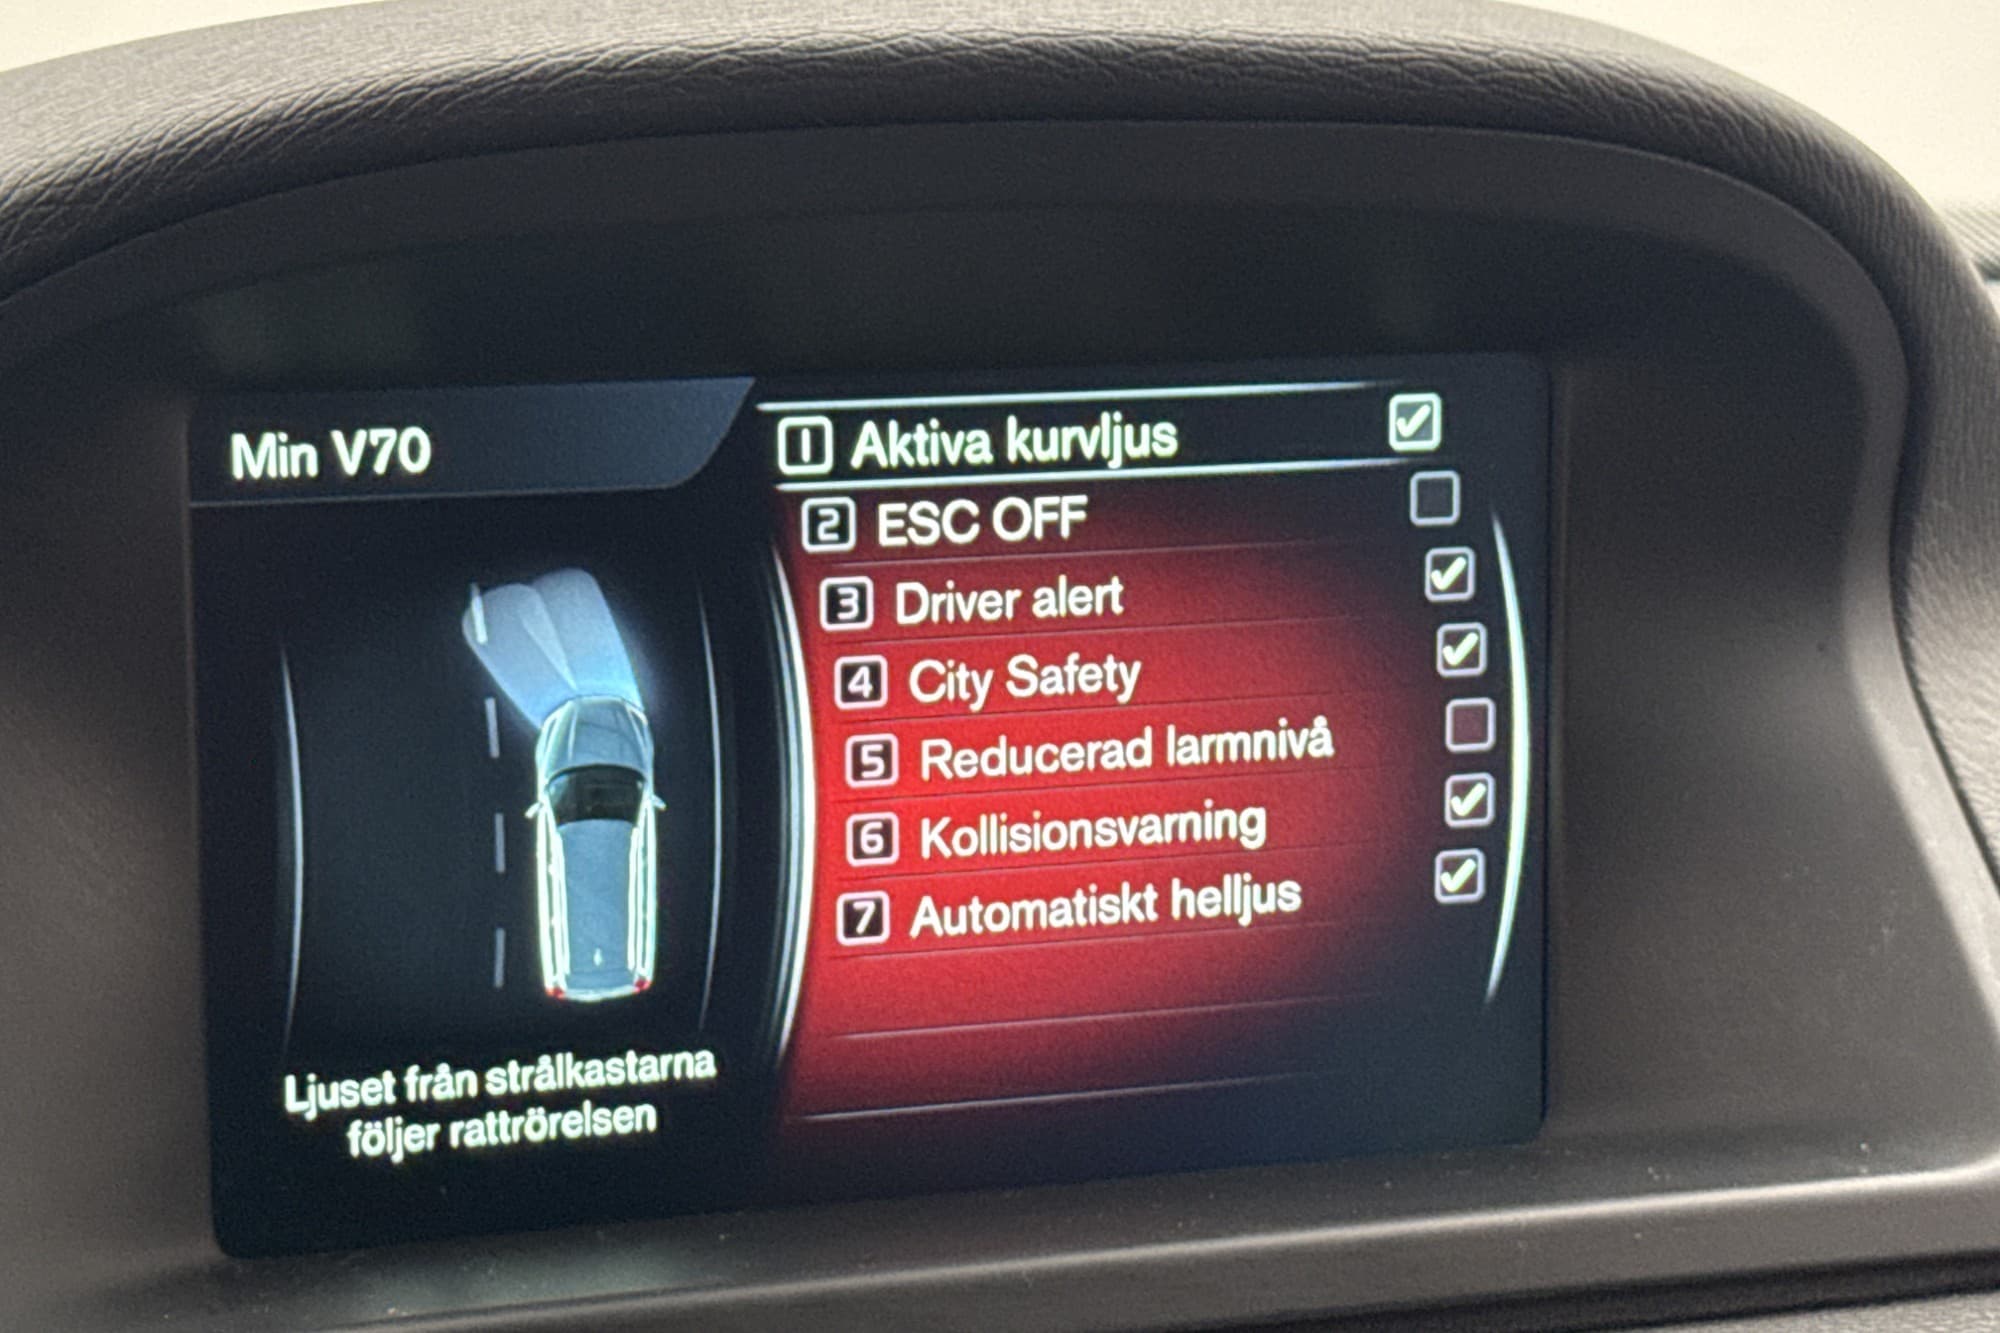 Min V70
1 Aktiva kurvljus
2 ESC OFF
3 Driver alert
4 City Safety
5 Reducerad larmnivå
6 Kollisionsvarning
7 Automatiskt helljus
Ljuset från strålkastarna
följer rattrörelsen